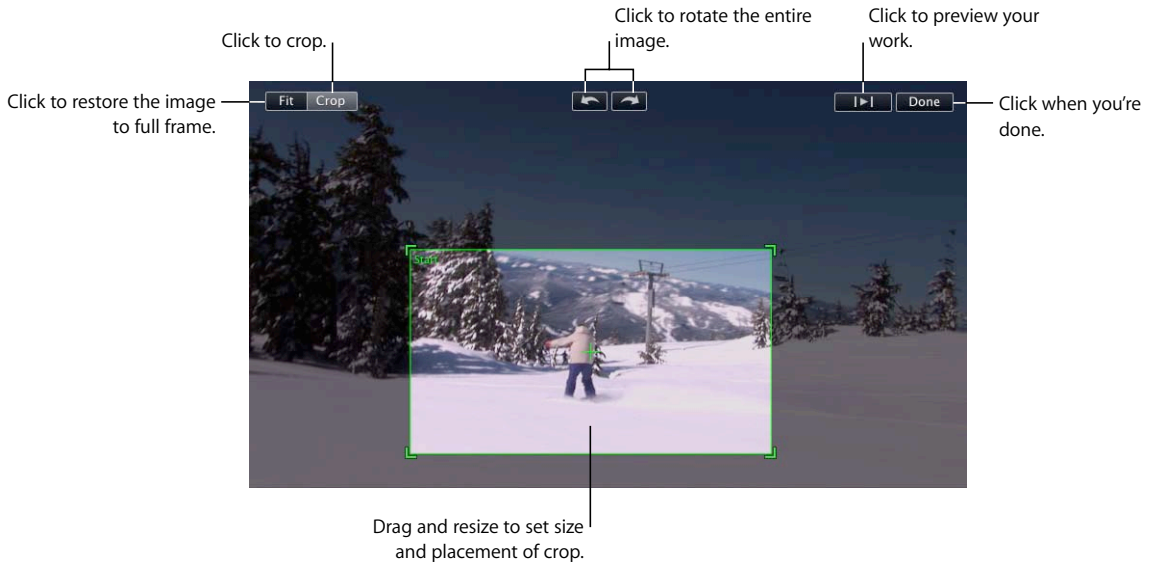 Click to rotate the entire
image.
Click to preview your
work.
Click to crop.
Click to restore the image
to full frame.
Fit
Crop
Done
Click when you're
done.
Start
Drag and resize to set size
and placement of crop.